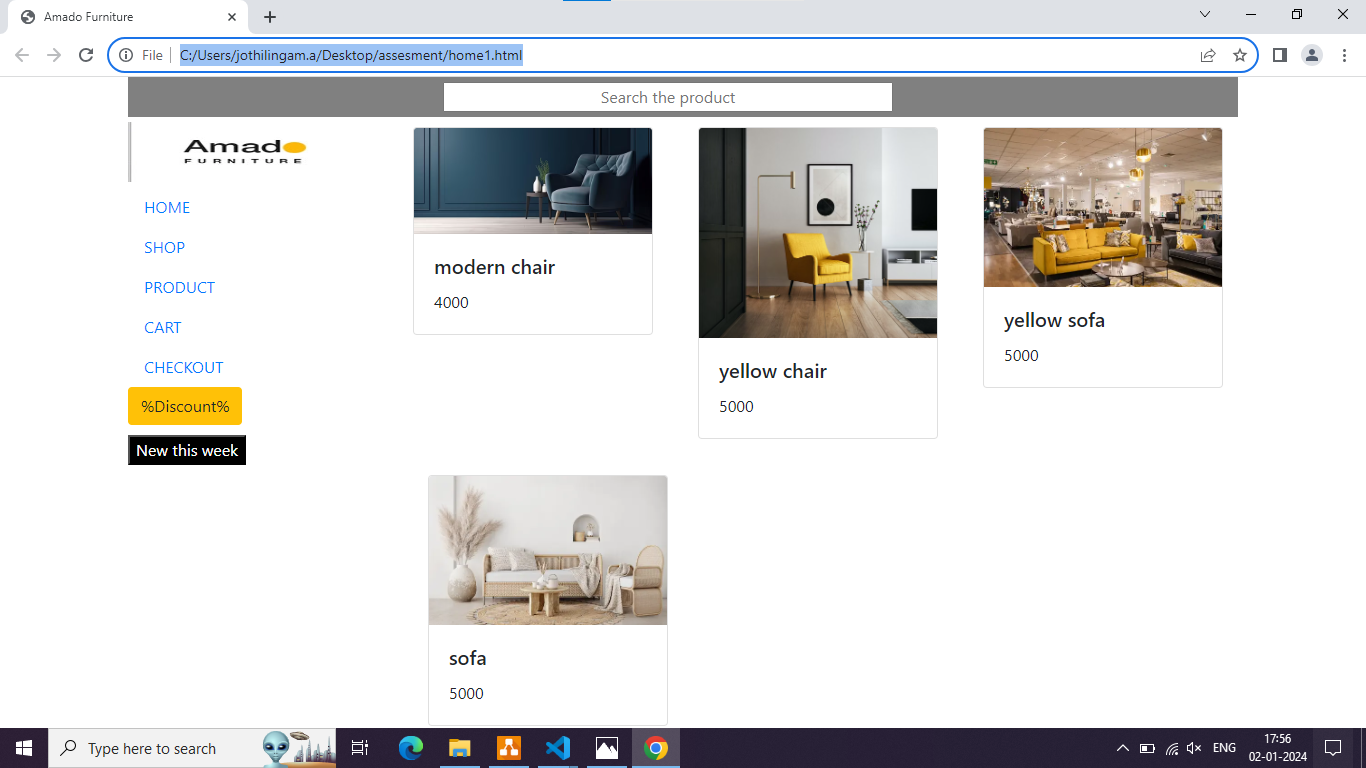 Amado Furniture
File
C:/Users/jothilingam.a/Desktop/assesment/home1.html
Search the product
Amado
FURNITURE
HOME
SHOP
PRODUCT
CART
CHECKOUT
%Discount%
New this week
modern chair
4000
yellow chair
5000
yellow sofa
5000
sofa
5000
Type here to search
ENG
17:56
02-01-2024